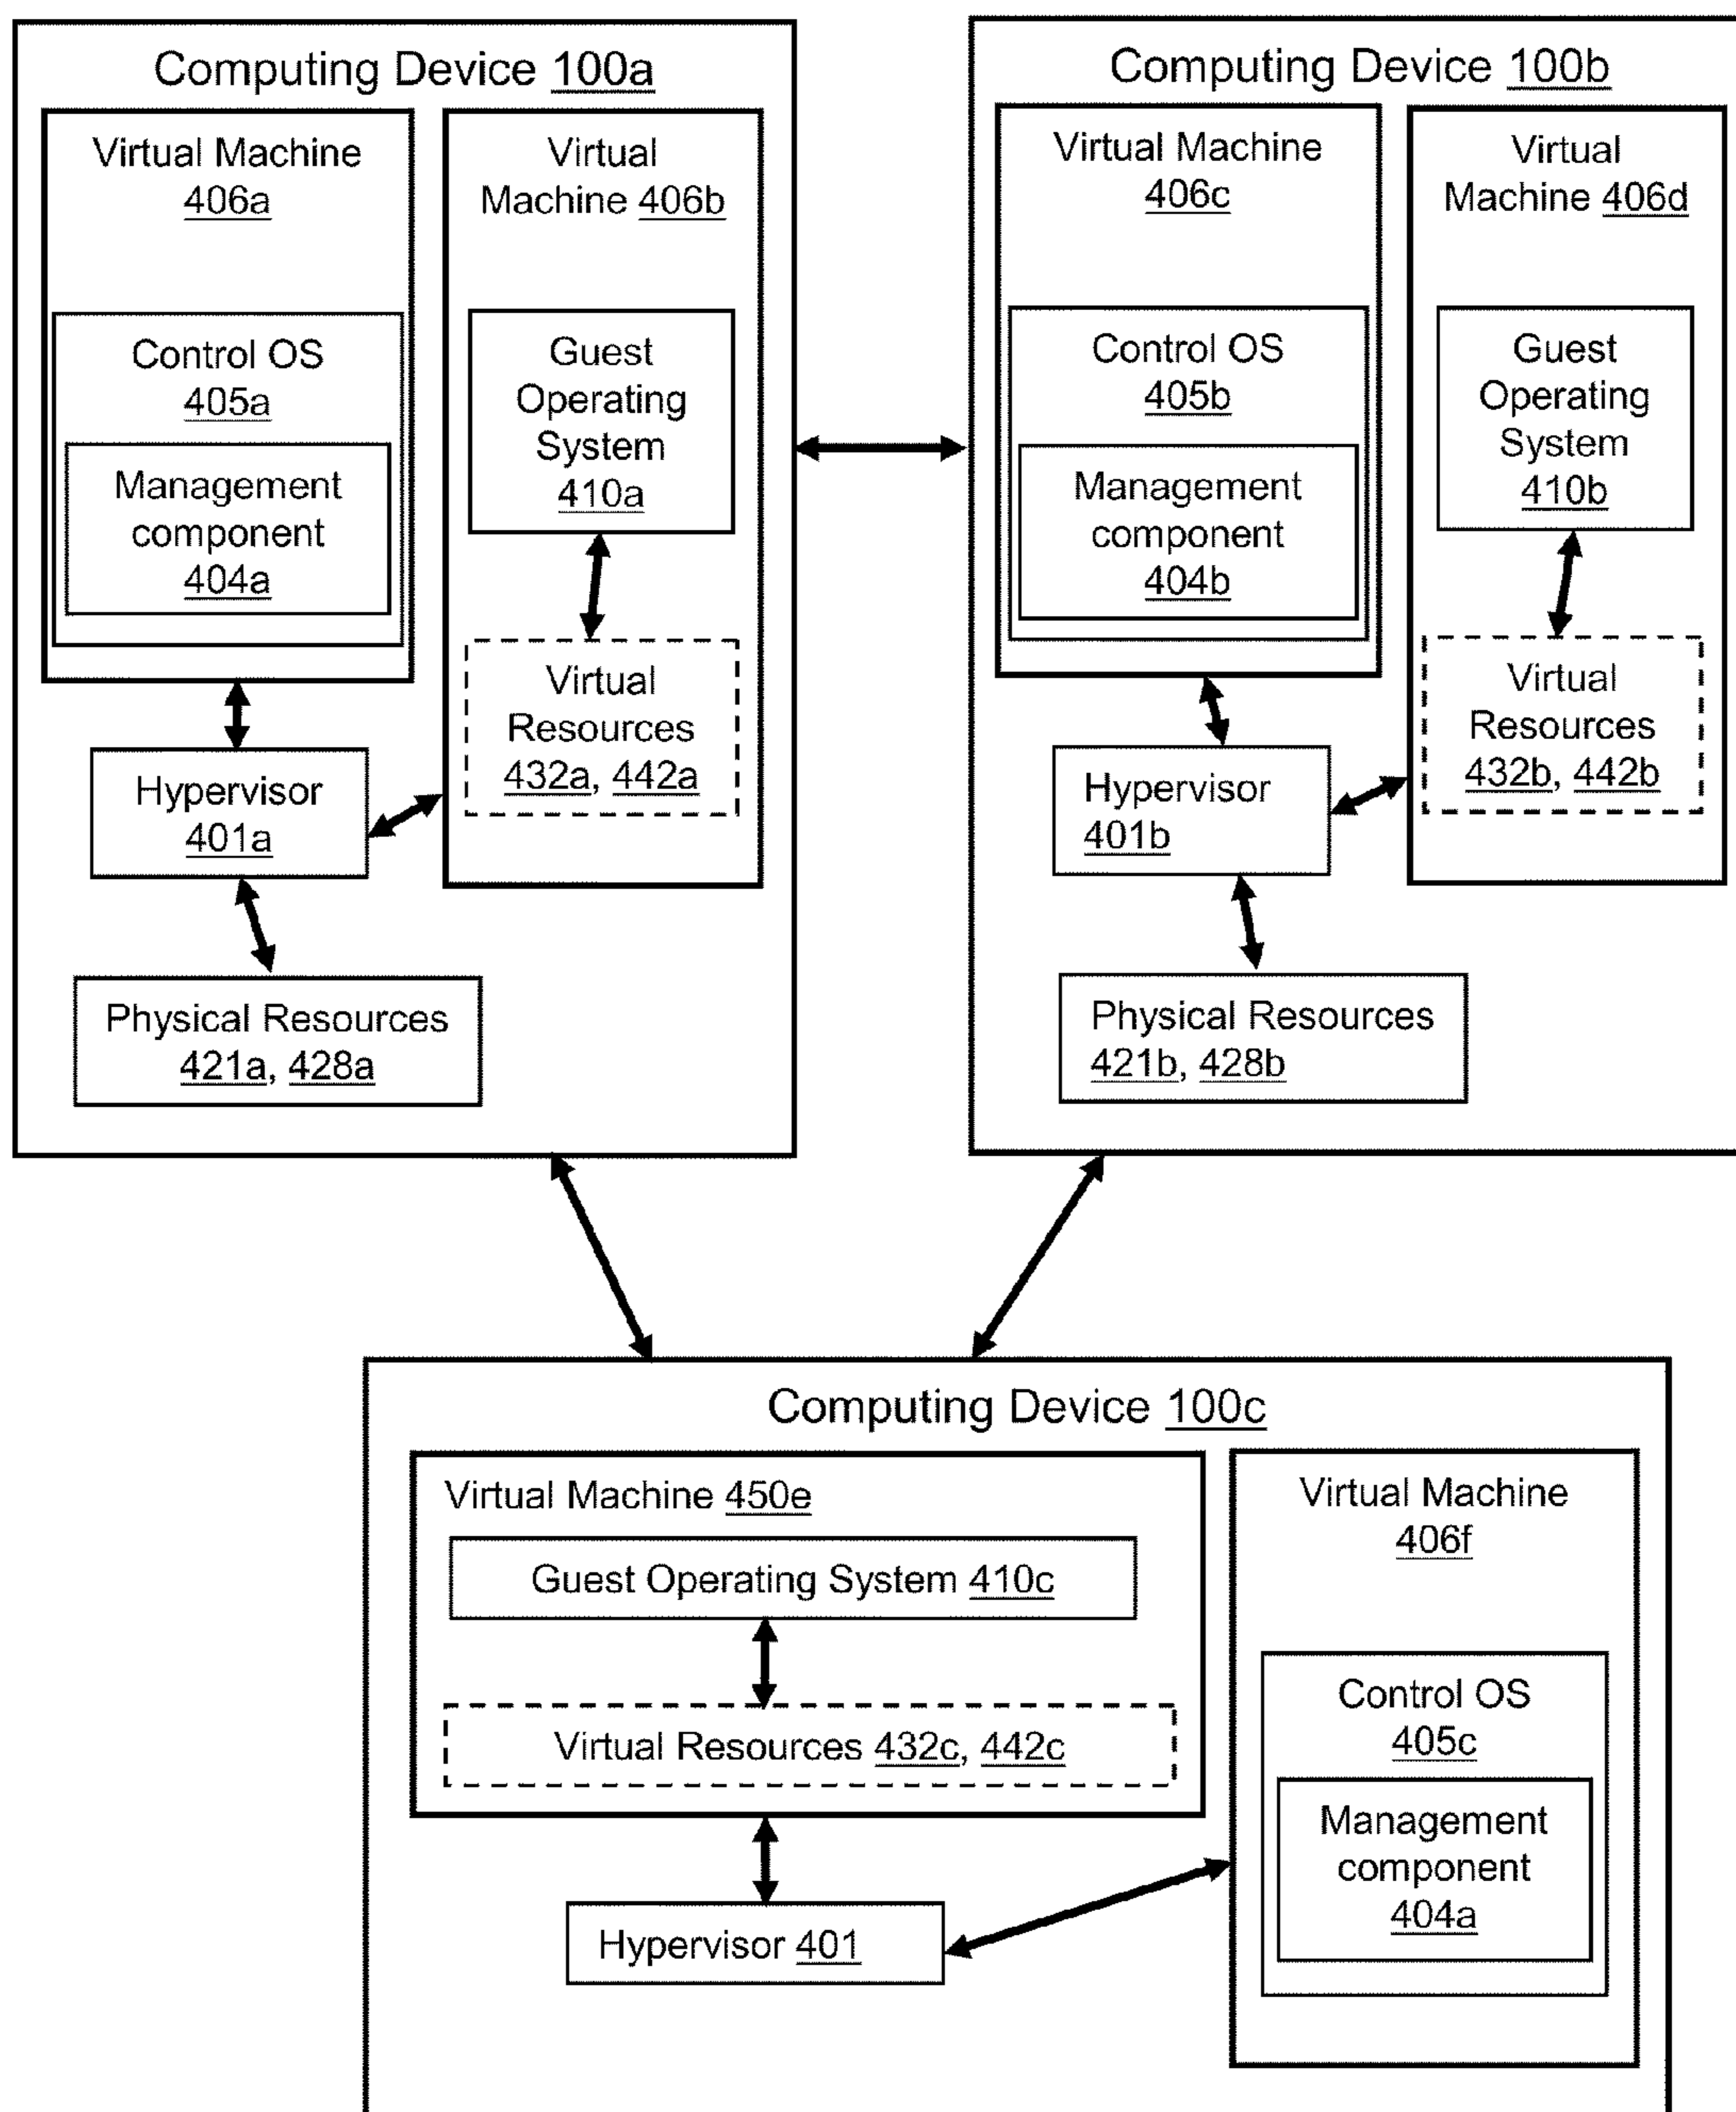 Computing Device 100a
Virtual Machine
406a
Control OS
405a
Management
component
404a
Virtual
Machine 406b
Guest
Operating
System
410a
Virtual
Resources
432a, 442a
Hypervisor
401a
Physical Resources
421a, 428a
Computing Device 100b
Virtual Machine
406c
Control OS
405b
Management
component
404b
Virtual
Machine 406d
Guest
Operating
System
410b
Virtual
Resources
432b, 442b
Hypervisor
401b
Physical Resources
421b, 428b
Computing Device 100c
Virtual Machine 450e
Guest Operating System 410c
Virtual Resources 432c, 442c
Hypervisor 401
Virtual Machine
406f
Control OS
405c
Management
component
404a